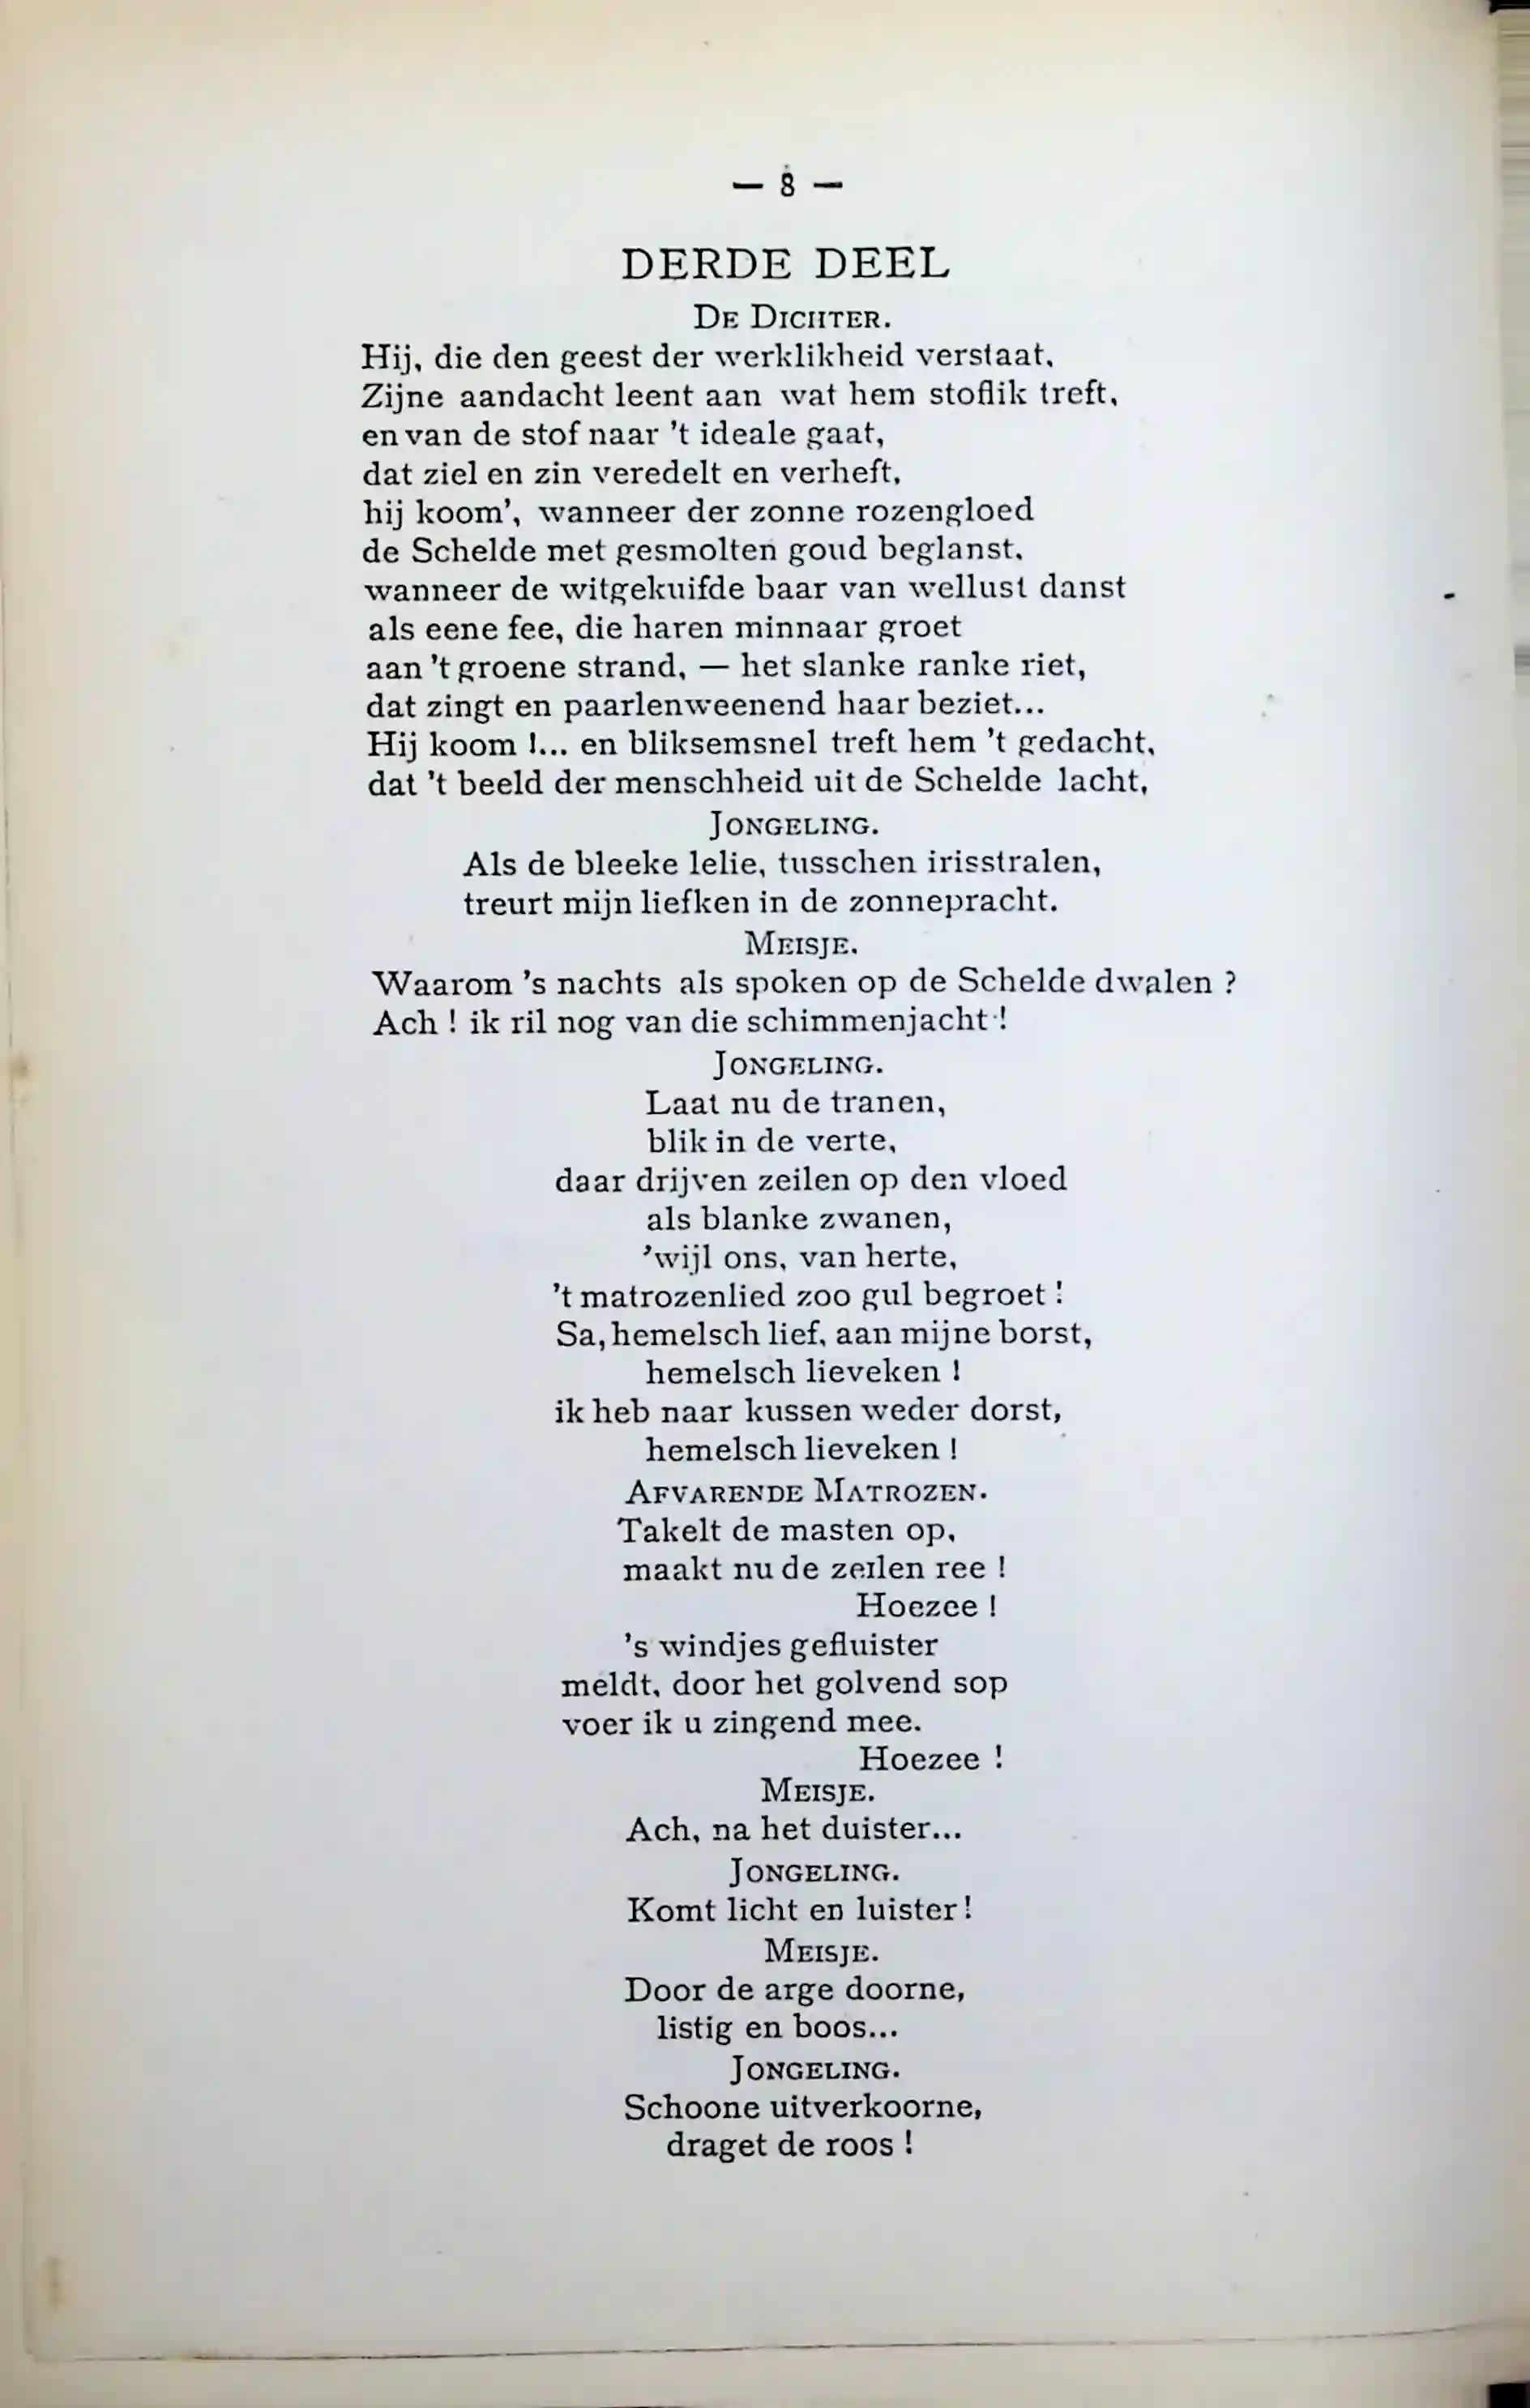 — 8 —
DERDE DEEL
DE DICHTER.
Hij, die den geest der werklikheid verstaat,
Zijne aandacht leent aan wat hem stoflik treft,
en van de stof naar 't ideale gaat,
dat ziel en zin veredelt en verheft,
hij koom', wanneer der zonne rozengloed
de Schelde met gesmolten goud beglanst,
wanneer de witgekuifde baar van wellust danst
als eene fee, die haren minnaar groet
aan 't groene strand, — het slanke ranke riet,
dat zingt en paarlenweenend haar beziet...
Hij koom !... en bliksemsnel treft hem 't gedacht,
dat 't beeld der menschheid uit de Schelde lacht,
JONGELING.
Als de bleeke lelie, tusschen irisstralen,
treurt mijn liefken in de zonnepracht.
MEISJE.
Waarom 's nachts als spoken op de Schelde dwalen ?
Ach ! ik ril nog van die schimmenjacht !
JONGELING.
Laat nu de tranen,
blik in de verte,
daar drijven zeilen op den vloed
als blanke zwanen,
'wijl ons, van herte,
't matrozenlied zoo gul begroet !
Sa, hemelsch lief, aan mijne borst,
hemelsch lieveken !
ik heb naar kussen weder dorst,
hemelsch lieveken !
AFVARENDE MATROZEN.
Takelt de masten op,
maakt nu de zeilen ree !
Hoezee !
's windjes gefluister
meldt, door het golvend sop
voer ik u zingend mee.
Hoezee !
MEISJE.
Ach, na het duister...
JONGELING.
Komt licht en luister !
MEISJE.
Door de arge doorne,
listig en boos...
JONGELING.
Schoone uitverkoorne,
draget de roos !